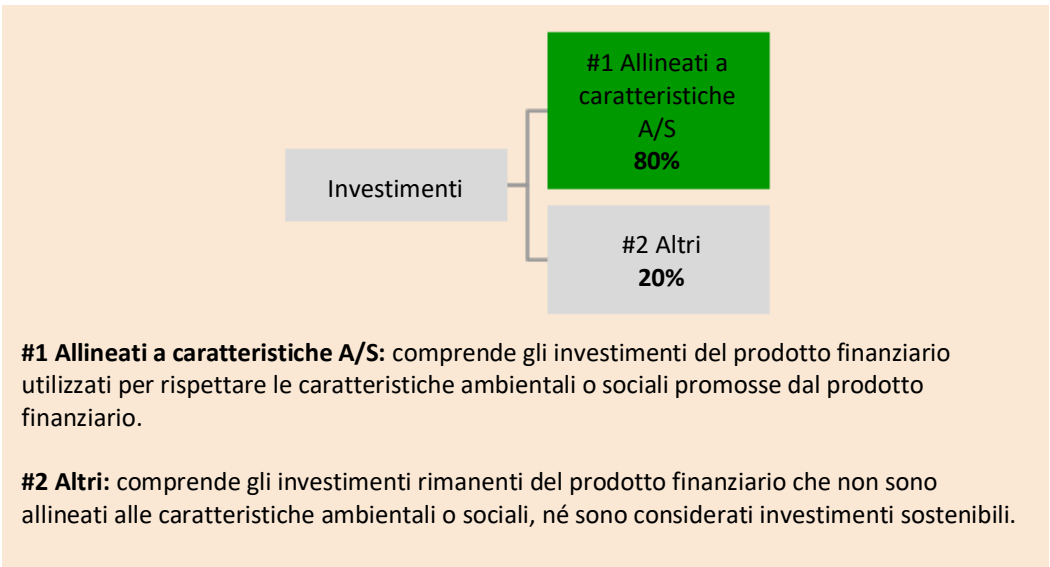 #1 Allineati a
caratteristiche
A/S
80%
Investimenti
#2 Altri
20%
#1 Allineati a caratteristiche A/S: comprende gli investimenti del prodotto finanziario
utilizzati per rispettare le caratteristiche ambientali o sociali promosse dal prodotto
finanziario.
#2 Altri: comprende gli investimenti rimanenti del prodotto finanziario che non sono
allineati alle caratteristiche ambientali o sociali, né sono considerati investimenti sostenibili.